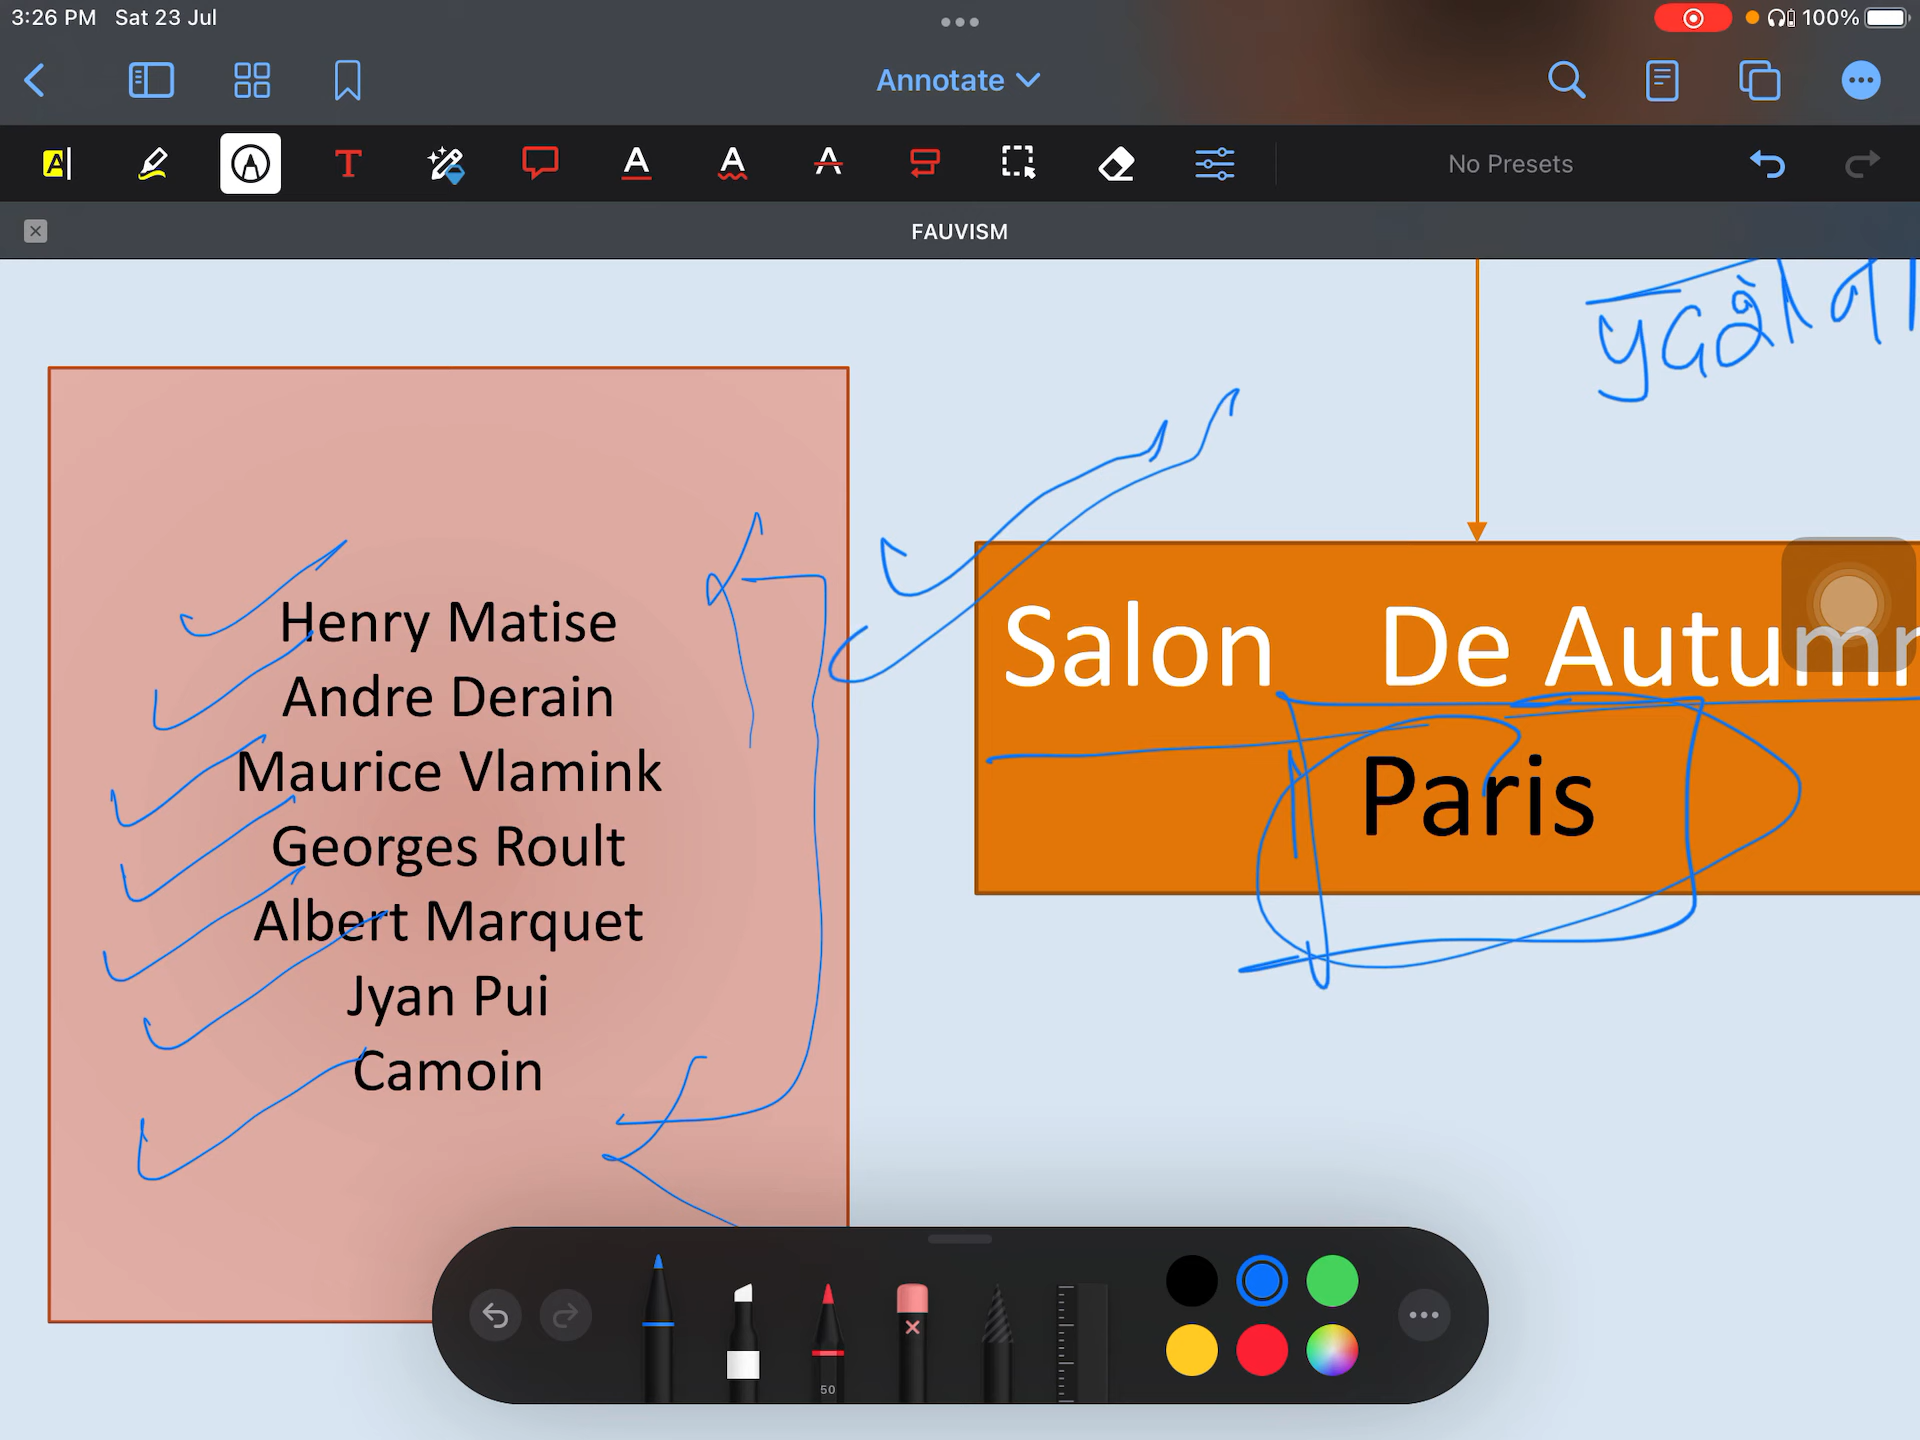 3:26 PM Sat 23 Jul
100%
Annotate
No Presets
FAUVISM
Henry Matise
Andre Derain
Maurice Vlamink
Georges Roult
Albert Marquet
Jyan Pui
Camoin
Salon De Autumn
Paris
50